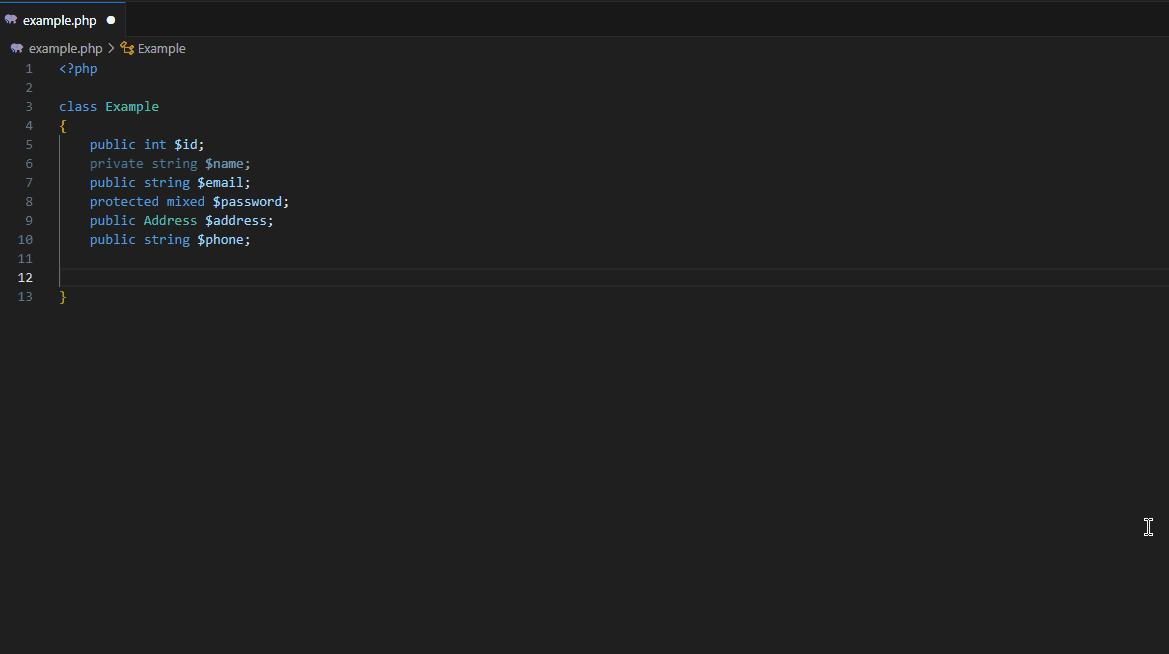 example.php
example.php > Example
1 <?php
2
3 class Example
4 {
5     public int $id;
6     private string $name;
7     public string $email;
8     protected mixed $password;
9     public Address $address;
10     public string $phone;
11
12
13 }